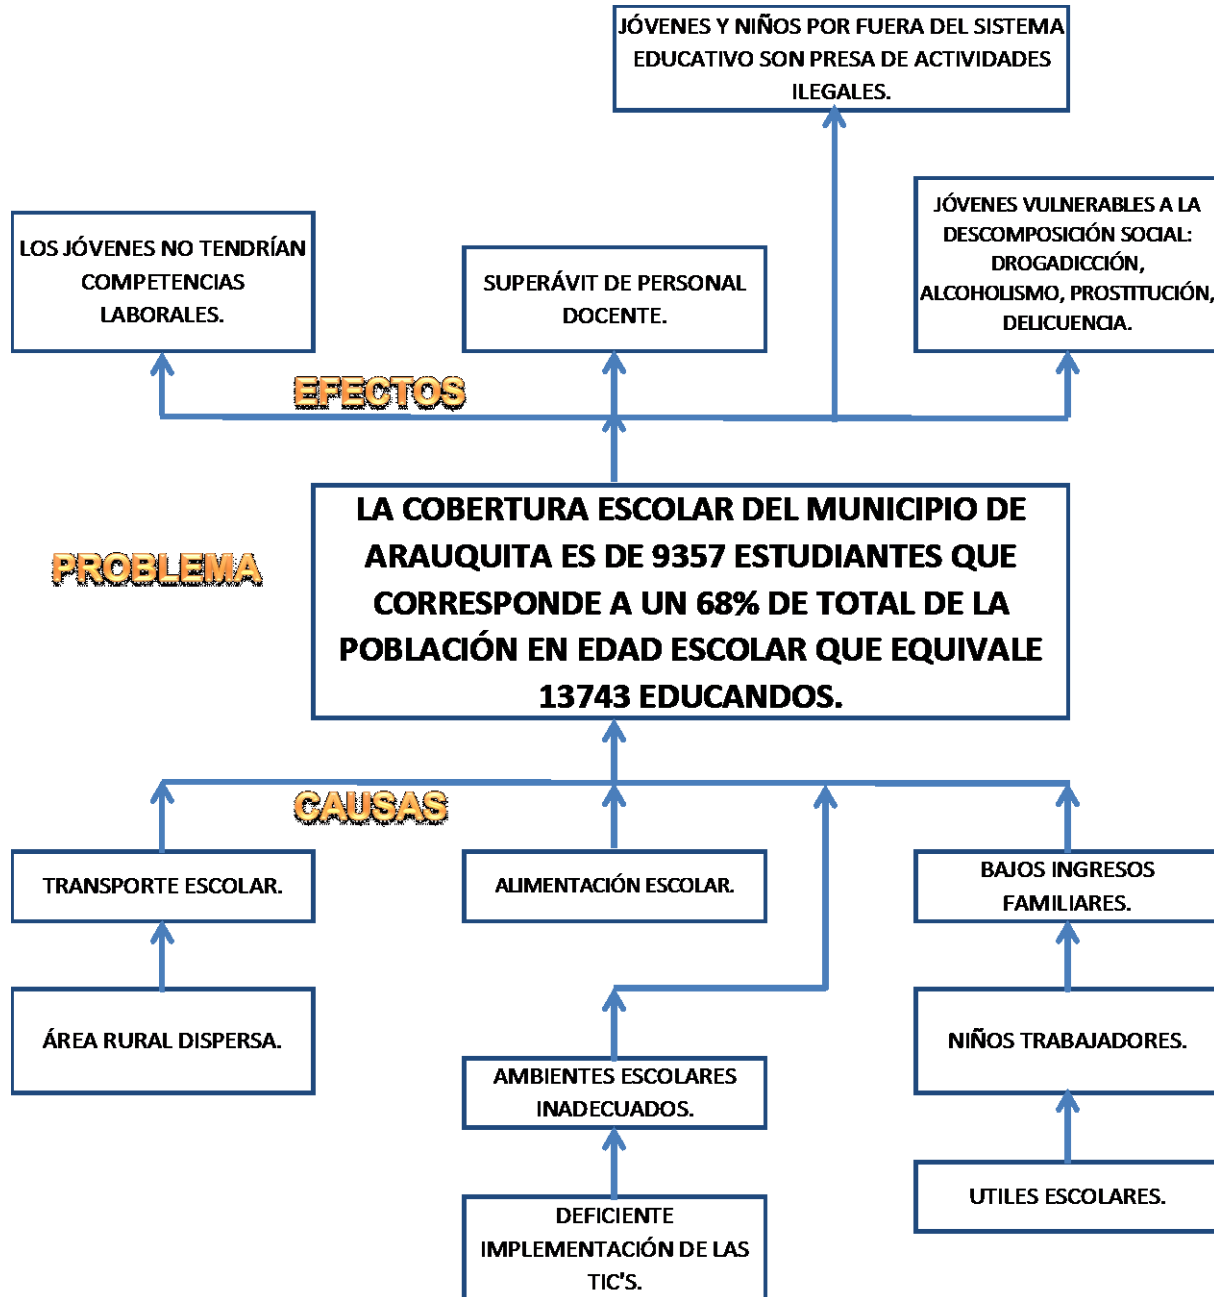 JÓVENES Y NIÑOS POR FUERA DEL SISTEMA
EDUCATIVO SON PRESA DE ACTIVIDADES
ILEGALES.
LOS JÓVENES NO TENDRÍAN
COMPETENCIAS
LABORALES.
SUPERÁVIT DE PERSONAL
DOCENTE.
JÓVENES VULNERABLES A LA
DESCOMPOSICIÓN SOCIAL:
DROGADICCIÓN,
ALCOHOLISMO, PROSTITUCIÓN,
DELICUENCIA.
EFECTOS
PROBLEMA
LA COBERTURA ESCOLAR DEL MUNICIPIO DE
ARAUQUITA ES DE 9357 ESTUDIANTES QUE
CORRESPONDE A UN 68% DE TOTAL DE LA
POBLACIÓN EN EDAD ESCOLAR QUE EQUIVALE
13743 EDUCANDOS.
CAUSAS
TRANSPORTE ESCOLAR.
ALIMENTACIÓN ESCOLAR.
BAJOS INGRESOS
FAMILIARES.
ÁREA RURAL DISPERSA.
AMBIENTES ESCOLARES
INADECUADOS.
NIÑOS TRABAJADORES.
DEFICIENTE
IMPLEMENTACIÓN DE LAS
TIC'S.
UTILES ESCOLARES.